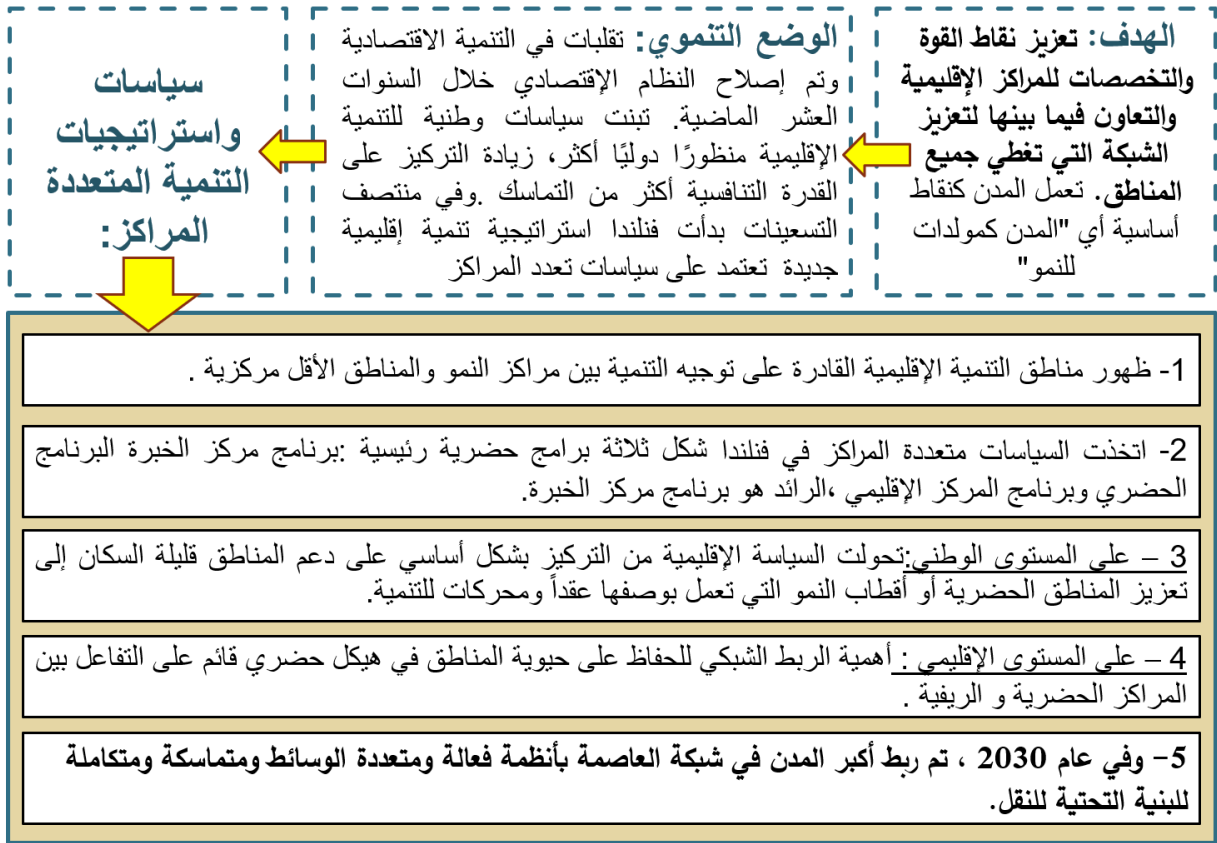 الهدف: تعزيز نقاط القوة
والتخصصات للمراكز الإقليمية
والتعاون فيما بينها لتعزيز
الشبكة التي تغطي جميع
المناطق. تعمل المدن كنقاط
أساسية أي "المدن كمولدات
للنمو"
الوضع التنموي: تقلبات في التنمية الاقتصادية
وتم إصلاح النظام الإقتصادي خلال السنوات
العشر الماضية. تبنت سياسات وطنية للتنمية
الإقليمية منظورًا دوليًا أكثر، زيادة التركيز على
القدرة التنافسية أكثر من التماسك .وفي منتصف
التسعينات بدأت فنلندا استراتيجية تنمية إقليمية
جديدة تعتمد على سياسات تعدد المراكز
سياسات
واستراتيجيات
التنمية المتعددة
المراكز:
1- ظهور مناطق التنمية الإقليمية القادرة على توجيه التنمية بين مراكز النمو والمناطق الأقل مركزية .
2- اتخذت السياسات متعددة المراكز في فنلندا شكل ثلاثة برامج حضرية رئيسية :برنامج مركز الخبرة البرنامج
الحضري وبرنامج المركز الإقليمي ،الرائد هو برنامج مركز الخبرة.
3 – على المستوى الوطني:تحولت السياسة الإقليمية من التركيز بشكل أساسي على دعم المناطق قليلة السكان إلى
تعزيز المناطق الحضرية أو أقطاب النمو التي تعمل بوصفها عقداً ومحركات للتنمية.
4 – على المستوى الإقليمي : أهمية الربط الشبكي للحفاظ على حيوية المناطق في هيكل حضري قائم على التفاعل بين
المراكز الحضرية و الريفية .
5- وفي عام 2030 ، تم ربط أكبر المدن في شبكة العاصمة بأنظمة فعالة ومتعددة الوسائط ومتماسكة ومتكاملة
للبنية التحتية للنقل.